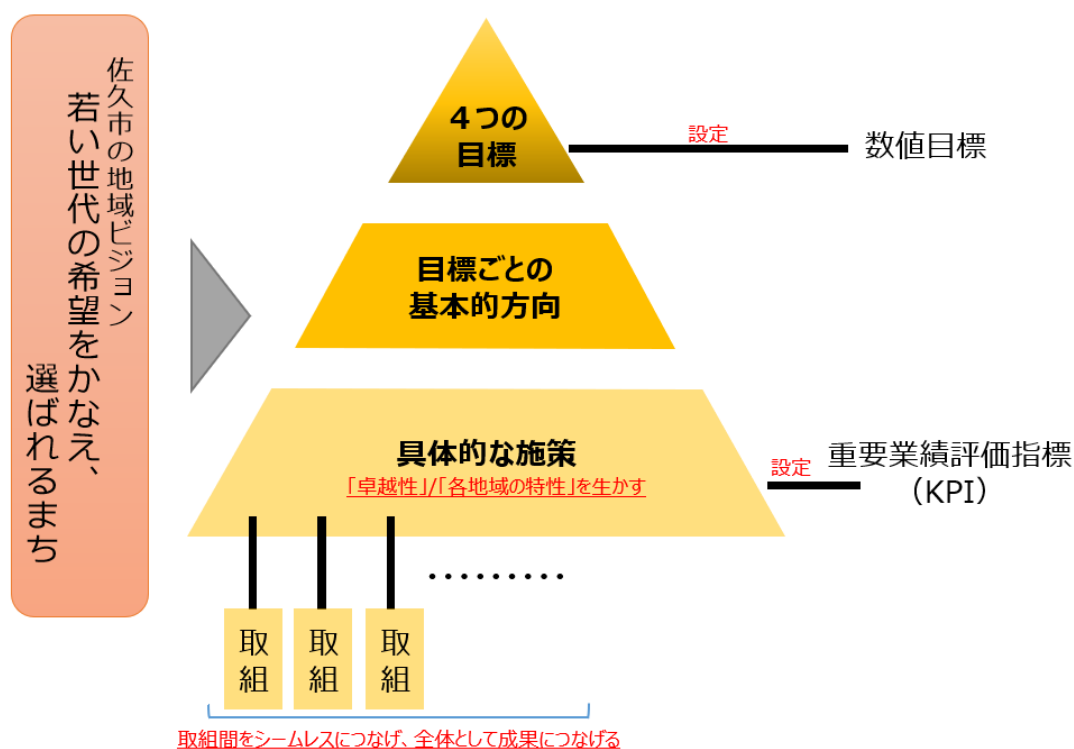 佐久市の地域ビジョン
若い世代の希望をかなえ、
選ばれるまち
４つの
目標
設定
数値目標
目標ごとの
基本的方向
具体的な施策
「卓越性」/「各地域の特性」を生かす
設定
重要業績評価指標
（KPI）
………
取組
取組
取組
取組間をシームレスにつなげ、全体として成果につなげる